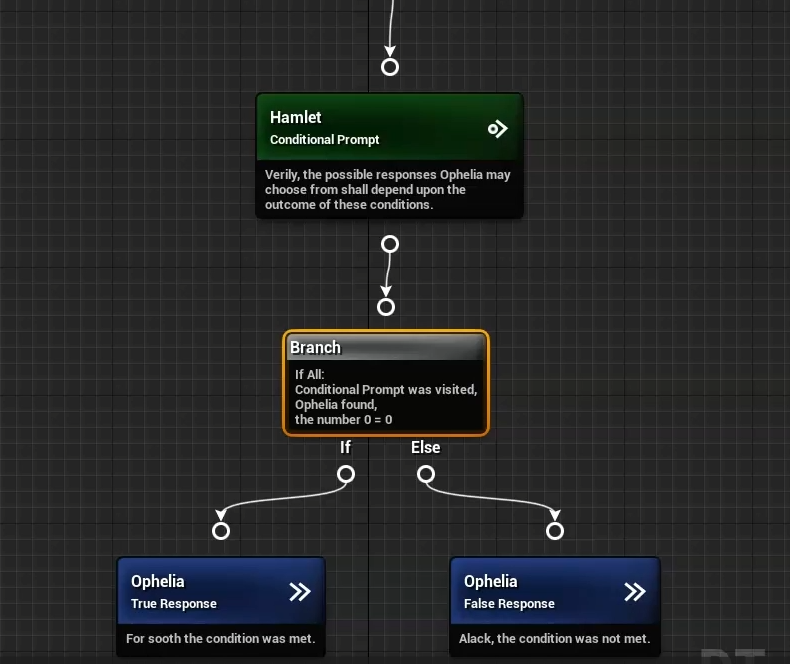 Hamlet
Conditional Prompt
Verily, the possible responses Ophelia may
choose from shall depend upon the
outcome of these conditions.
Branch
If All:
Conditional Prompt was visited,
Ophelia found,
the number 0 = 0
If
Else
Ophelia
True Response
For sooth the condition was met.
Ophelia
False Response
Alack, the condition was not met.